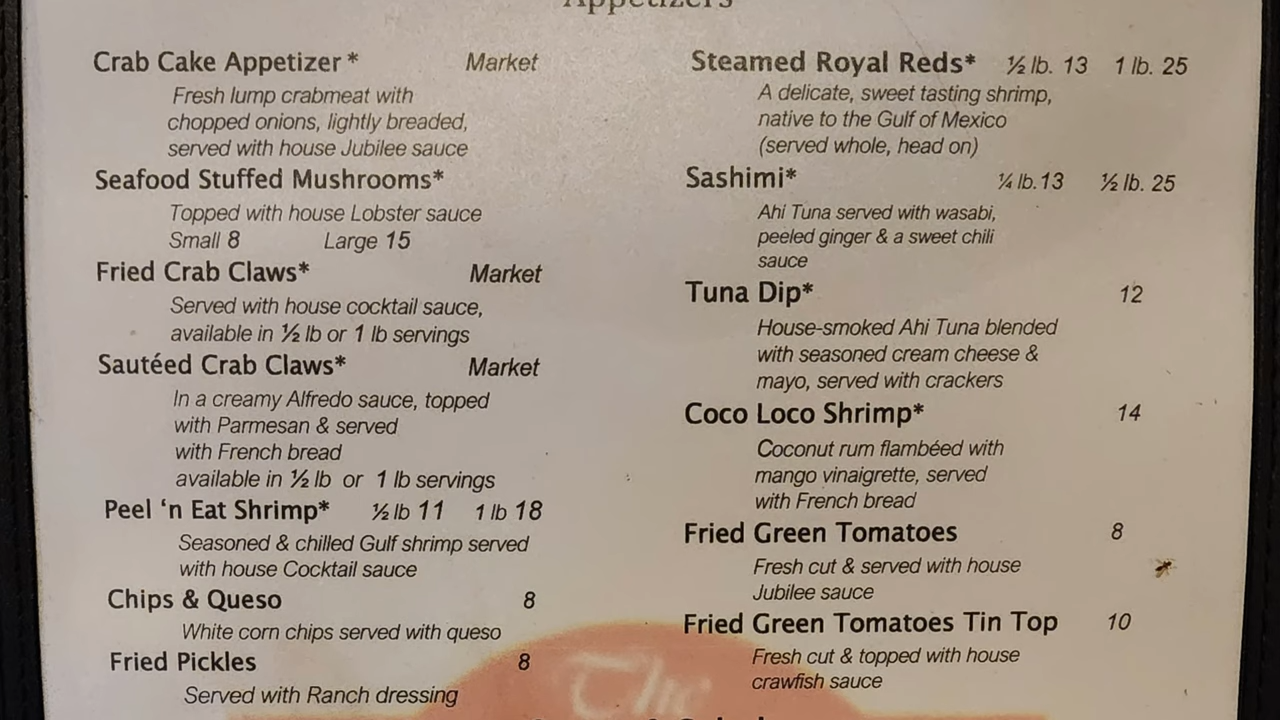 Appetizers
Crab Cake Appetizer * Market
Fresh lump crabmeat with
chopped onions, lightly breaded,
served with house Jubilee sauce
Seafood Stuffed Mushrooms*
Topped with house Lobster sauce
Small 8 Large 15
Fried Crab Claws* Market
Served with house cocktail sauce,
available in ½ lb or 1 lb servings
Sautéed Crab Claws* Market
In a creamy Alfredo sauce, topped
with Parmesan & served
with French bread
available in ½ lb or 1 lb servings
Peel ‘n Eat Shrimp* ½ lb 11 1 lb 18
Seasoned & chilled Gulf shrimp served
with house Cocktail sauce
Chips & Queso 8
White corn chips served with queso
Fried Pickles 8
Served with Ranch dressing
Steamed Royal Reds* ½ lb. 13 1 lb. 25
A delicate, sweet tasting shrimp,
native to the Gulf of Mexico
(served whole, head on)
Sashimi* ¼ lb. 13 ½ lb. 25
Ahi Tuna served with wasabi,
peeled ginger & a sweet chili
sauce
Tuna Dip* 12
House-smoked Ahi Tuna blended
with seasoned cream cheese &
mayo, served with crackers
Coco Loco Shrimp* 14
Coconut rum flambéed with
mango vinaigrette, served
with French bread
Fried Green Tomatoes 8
Fresh cut & served with house
Jubilee sauce
Fried Green Tomatoes Tin Top 10
Fresh cut & topped with house
crawfish sauce
The